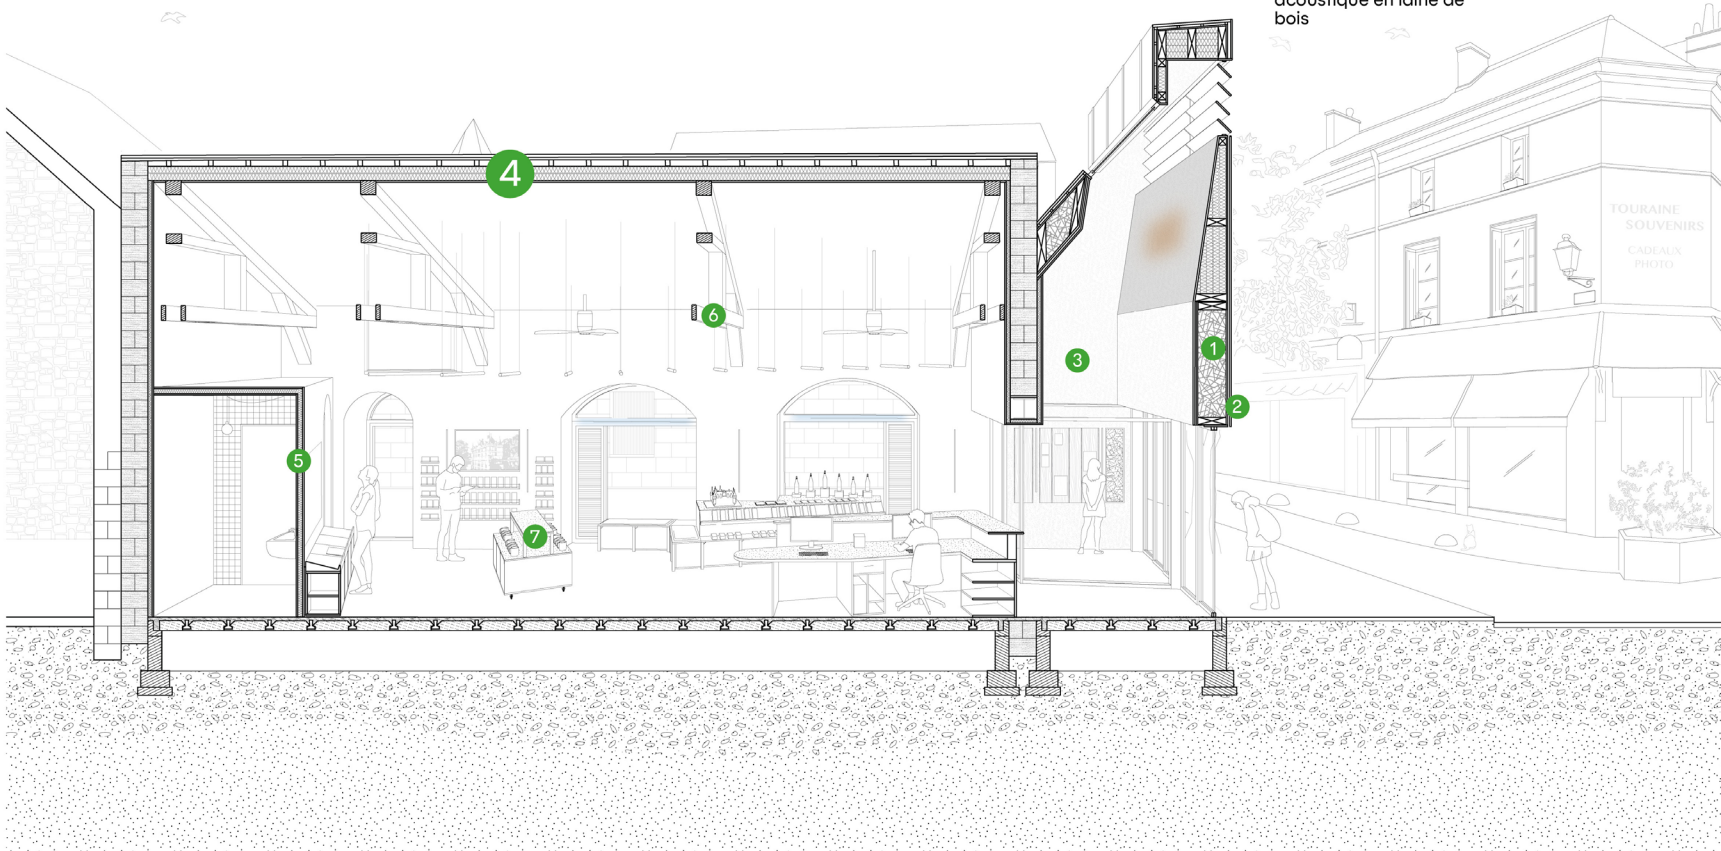 acoustique en laine de
bois
4
TOURAINE
SOUVENIRS
CADEAUX
PHOTO
6
1
3
2
5
7